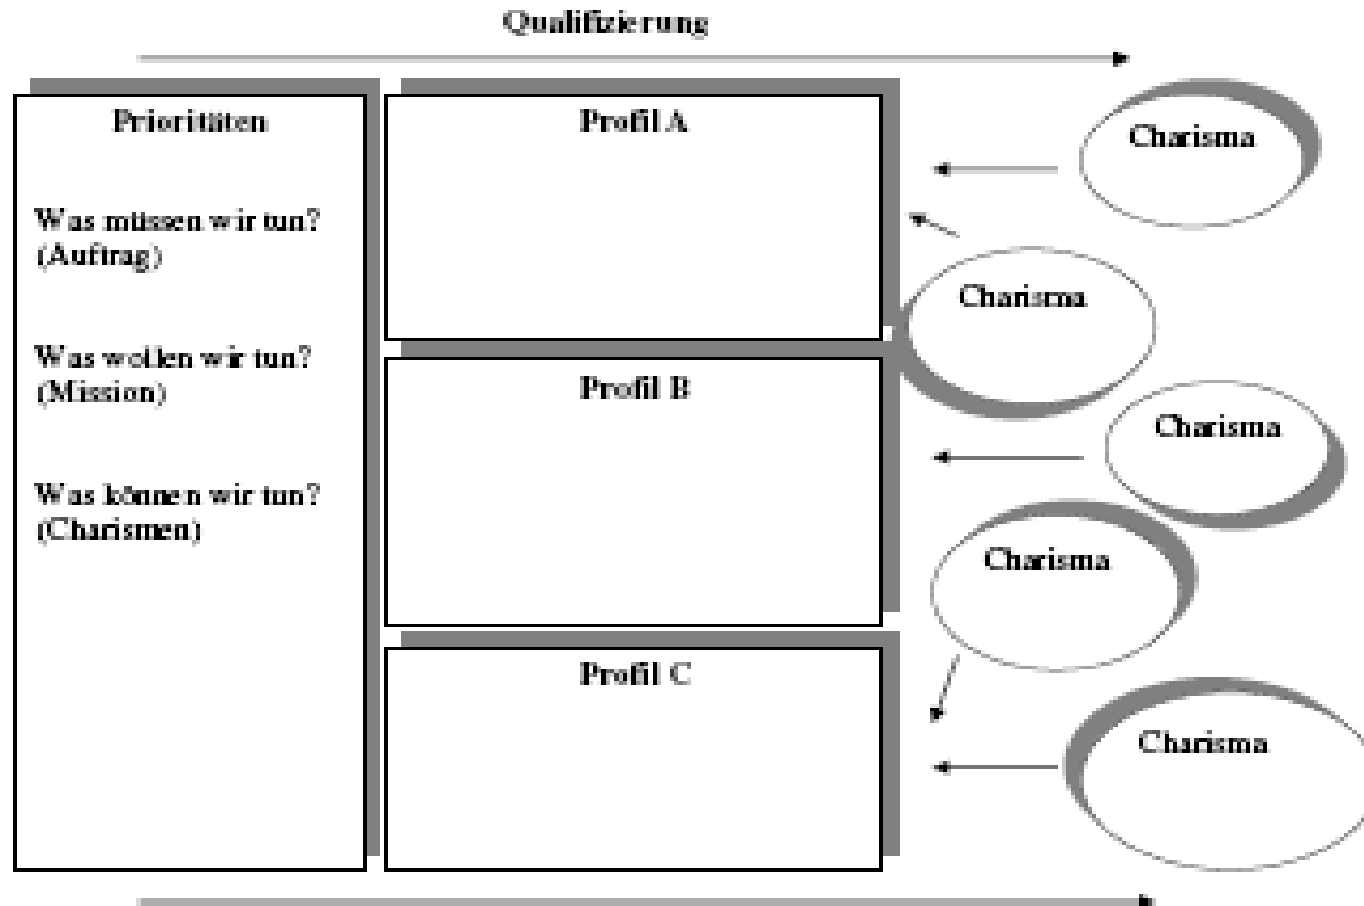 Qualifizierung
Prioritäten
Was müssen wir tun?
(Auftrag)
Was wollen wir tun?
(Mission)
Was können wir tun?
(Charismen)
Profil A
Profil B
Profil C
Charisma
Charisma
Charisma
Charisma
Charisma